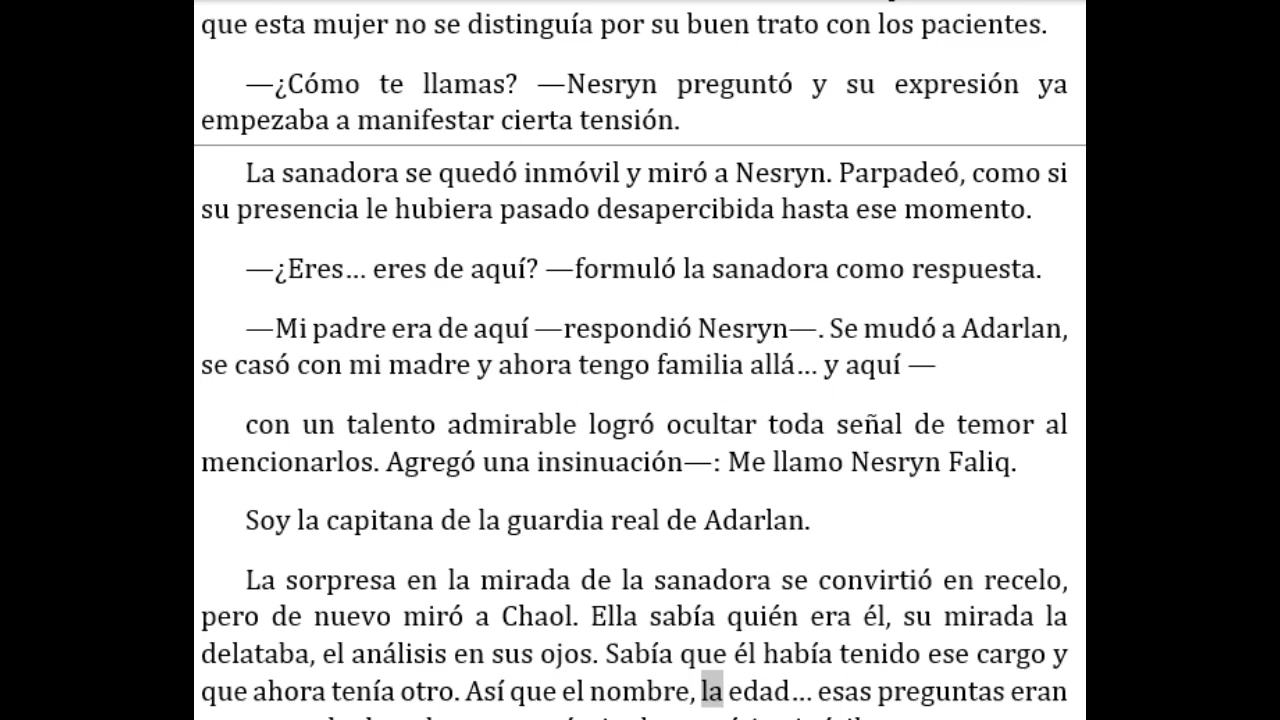 que esta mujer no se distinguía por su buen trato con los pacientes.
—¿Cómo te llamas? —Nesryn preguntó y su expresión ya
empezaba a manifestar cierta tensión.
La sanadora se quedó inmóvil y miró a Nesryn. Parpadeó, como si
su presencia le hubiera pasado desapercibida hasta ese momento.
—¿Eres... eres de aquí? —formuló la sanadora como respuesta.
—Mi padre era de aquí —respondió Nesryn—. Se mudó a Adarlan,
se casó con mi madre y ahora tengo familia allá... y aquí —
con un talento admirable logró ocultar toda señal de temor al
mencionarlos. Agregó una insinuación—: Me llamo Nesryn Faliq.
Soy la capitana de la guardia real de Adarlan.
La sorpresa en la mirada de la sanadora se convirtió en recelo,
pero de nuevo miró a Chaol. Ella sabía quién era él, su mirada la
delataba, el análisis en sus ojos. Sabía que él había tenido ese cargo y
que ahora tenía otro. Así que el nombre, la edad... esas preguntas eran